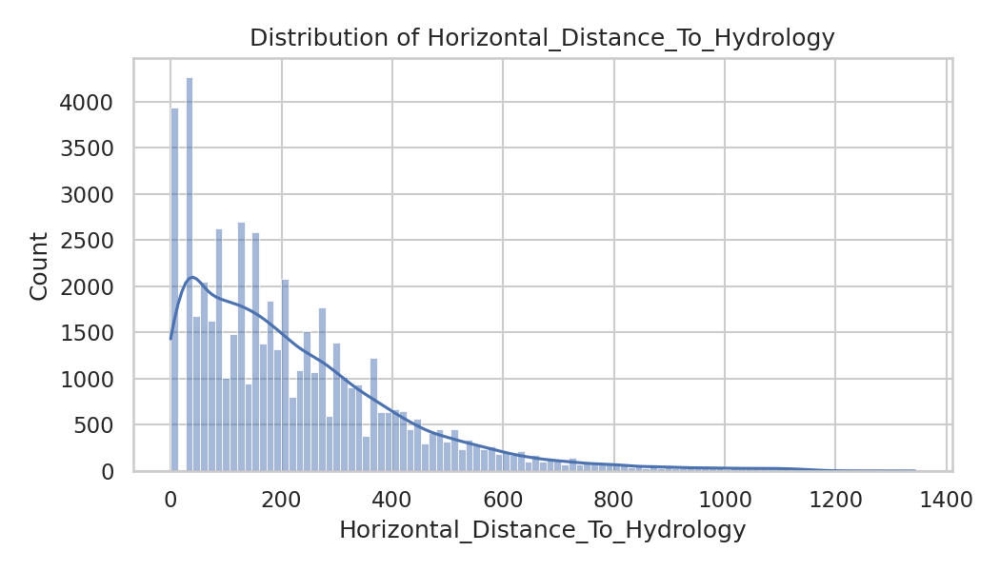 Distribution of Horizontal_Distance_To_Hydrology
Count
4000
3500
3000
2500
2000
1500
1000
500
0
0 200 400 600 800 1000 1200 1400
Horizontal_Distance_To_Hydrology